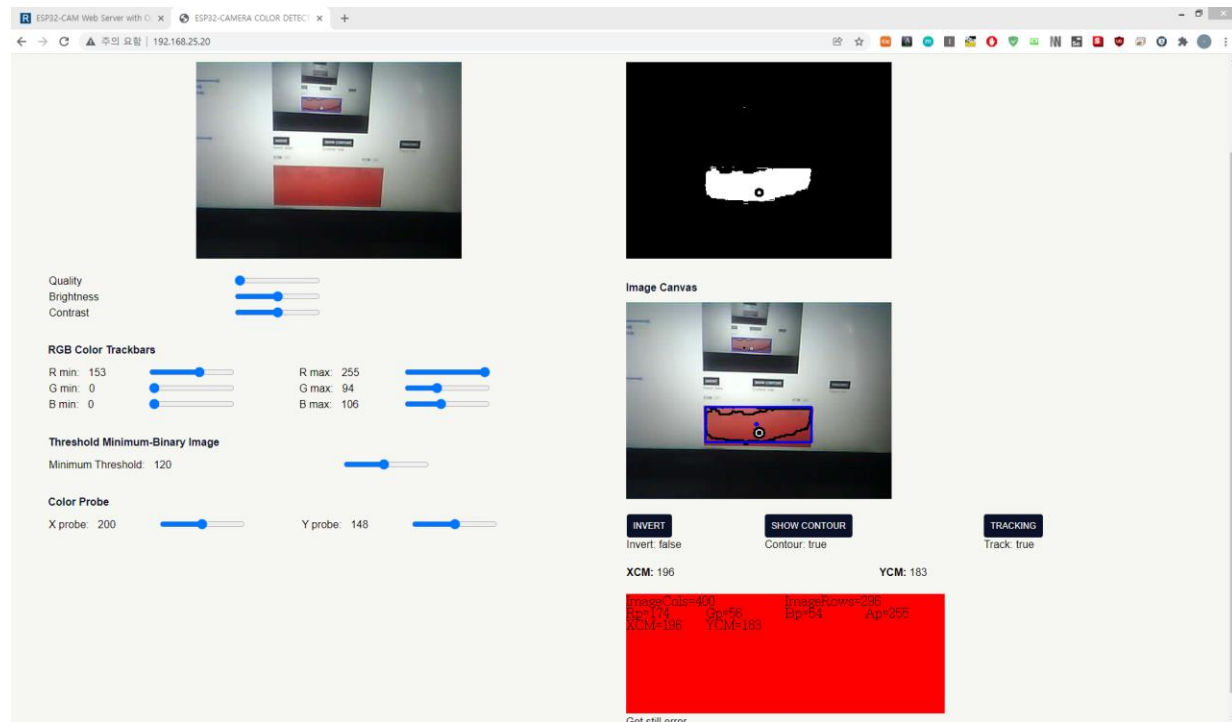 ESP32-CAM Web Server with O
ESP32-CAMERA COLOR DETECT
주의 요함 | 192.168.25.20
Quality
Brightness
Contrast
RGB Color Trackbars
R min: 153 R max: 255
G min: 0 G max: 94
B min: 0 B max: 106
Threshold Minimum-Binary Image
Minimum Threshold: 120
Color Probe
X probe: 200 Y probe: 148
Image Canvas
INVERT SHOW CONTOUR TRACKING
Invert: false Contour: true Track: true
XCM: 196 YCM: 183
ImageCols=400 ImageRows=296
Rp=174 Gp=56 Bp=54 Ap=255
XCM=196 YCM=183
Get still error